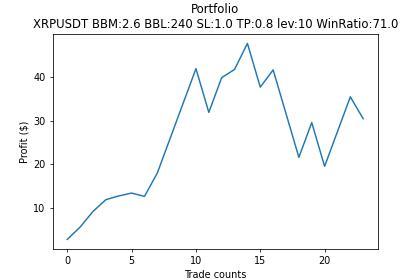 Portfolio
XRPUSDT BBM:2.6 BBL:240 SL:1.0 TP:0.8 lev:10 WinRatio:71.0
Profit ($)
40
30
20
10
0
5
10
15
20
Trade counts